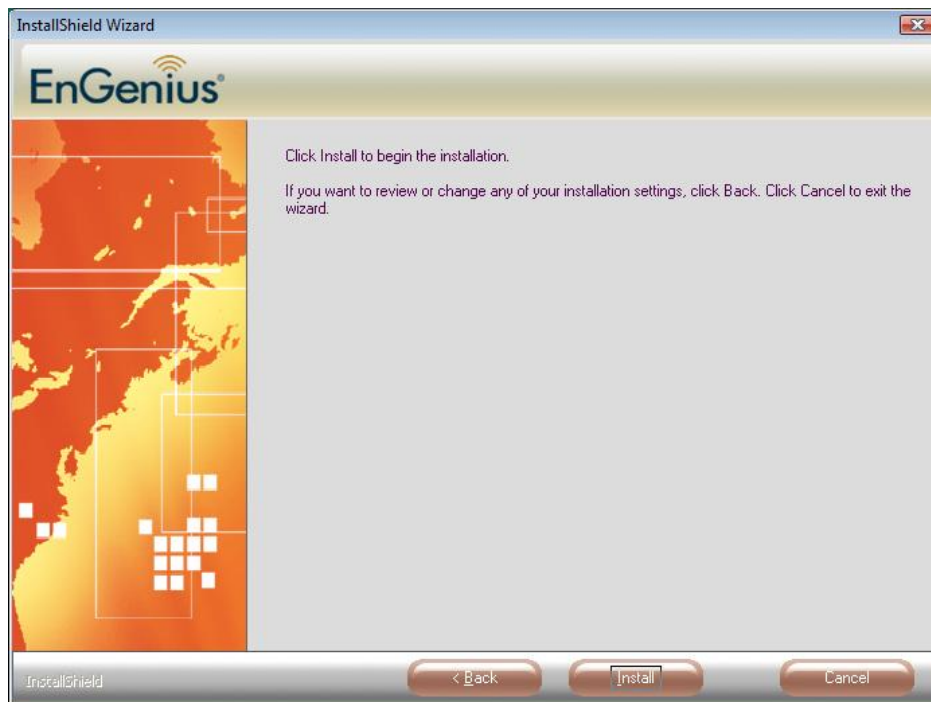 InstallShield Wizard
EnGenius®
Click Install to begin the installation.
If you want to review or change any of your installation settings, click Back. Click Cancel to exit the
wizard.
InstallShield
< Back
Install
Cancel